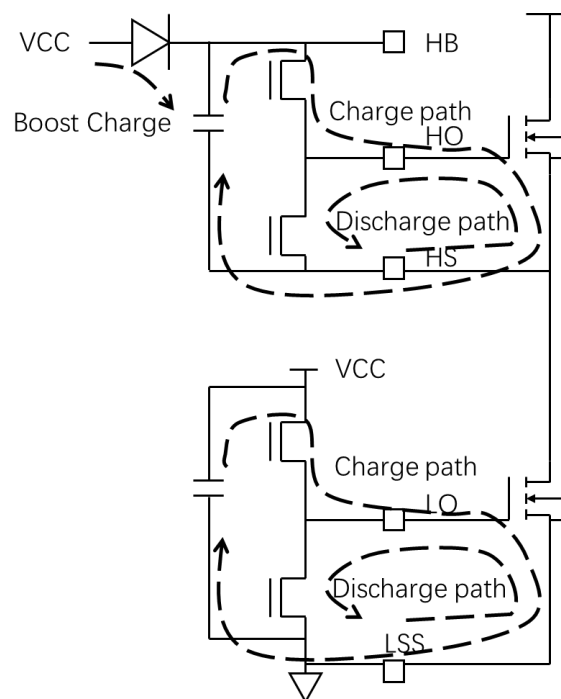 VCC
HB
Boost Charge
Charge path
HO
Discharge path
HS
VCC
Charge path
LO
Discharge path
LSS